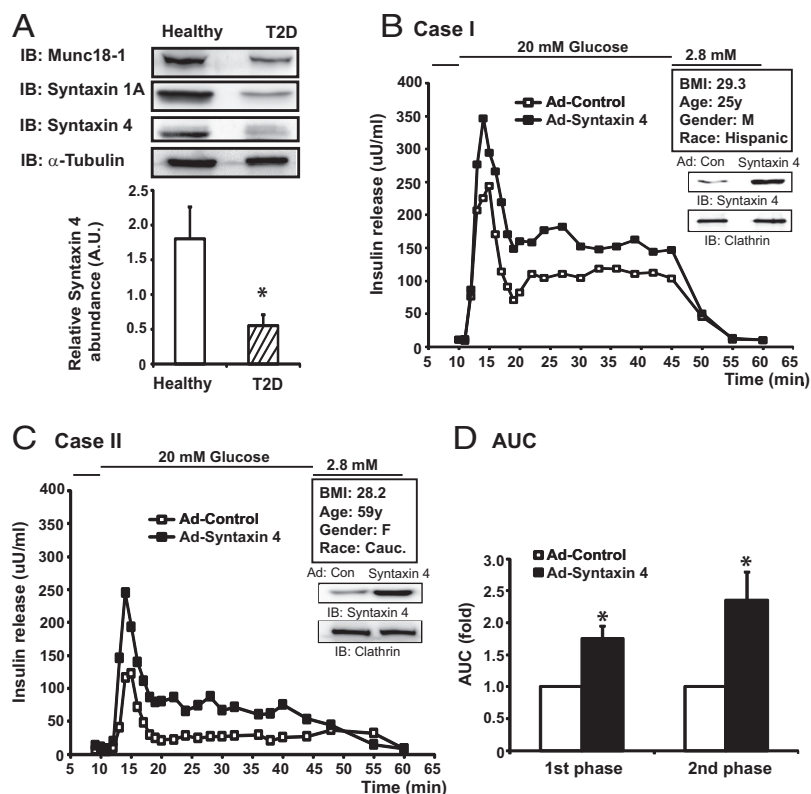 A
Healthy T2D
IB: Munc18-1
IB: Syntaxin 1A
IB: Syntaxin 4
IB: α-Tubulin
Relative Syntaxin 4
abundance (A.U.)
2.5
2.0
1.5
1.0
0.5
0
*
Healthy T2D
B Case I
20 mM Glucose
2.8 mM
Insulin release (uU/ml)
400
350
300
250
200
150
100
50
0
Ad-Control
Ad-Syntaxin 4
BMI: 29.3
Age: 25y
Gender: M
Race: Hispanic
Ad: Con Syntaxin 4
IB: Syntaxin 4
IB: Clathrin
5 10 15 20 25 30 35 40 45 50 55 60 65
Time (min)
C Case II
20 mM Glucose
2.8 mM
Insulin release (uU/ml)
400
350
300
250
200
150
100
50
0
Ad-Control
Ad-Syntaxin 4
BMI: 28.2
Age: 59y
Gender: F
Race: Cauc.
Ad: Con Syntaxin 4
IB: Syntaxin 4
IB: Clathrin
5 10 15 20 25 30 35 40 45 50 55 60 65
Time (min)
D AUC
AUC (fold)
3.0
2.5
2.0
1.5
1.0
0.5
0
Ad-Control
Ad-Syntaxin 4
*
*
1st phase 2nd phase